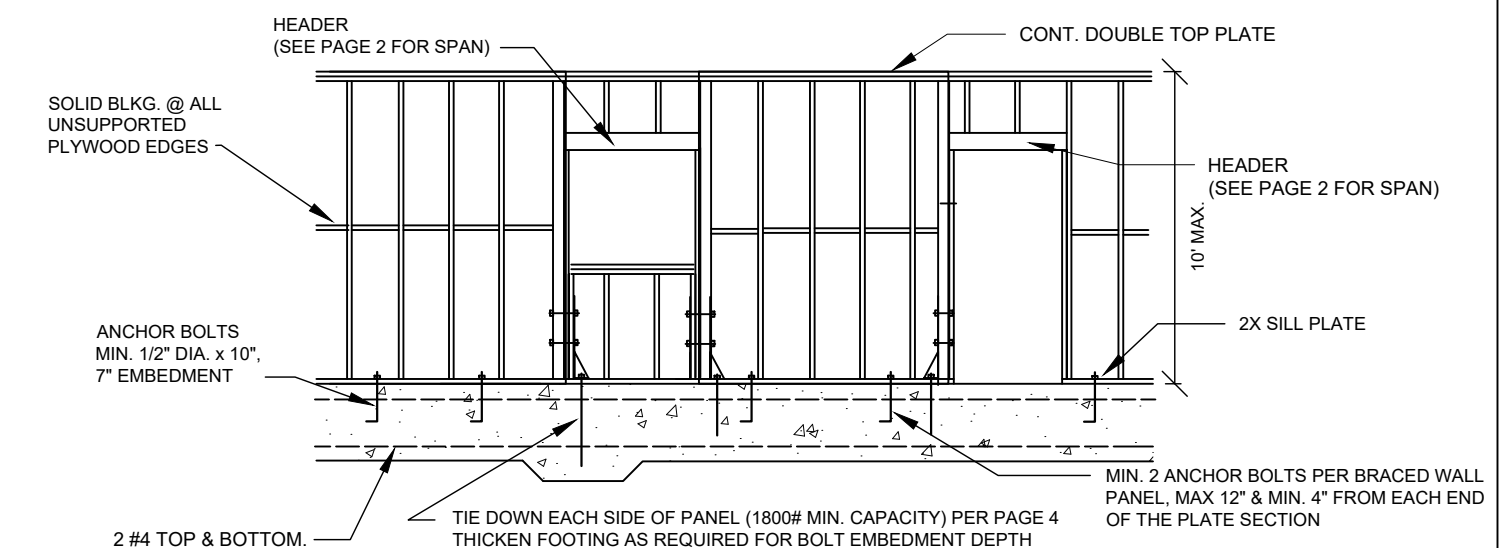 HEADER
(SEE PAGE 2 FOR SPAN)
CONT. DOUBLE TOP PLATE
SOLID BLKG. @ ALL
UNSUPPORTED
PLYWOOD EDGES
HEADER
(SEE PAGE 2 FOR SPAN)
10' MAX.
ANCHOR BOLTS
MIN. 1/2" DIA. x 10",
7" EMBEDMENT
2X SILL PLATE
MIN. 2 ANCHOR BOLTS PER BRACED WALL
PANEL, MAX 12" & MIN. 4" FROM EACH END
OF THE PLATE SECTION
TIE DOWN EACH SIDE OF PANEL (1800# MIN. CAPACITY) PER PAGE 4
THICKEN FOOTING AS REQUIRED FOR BOLT EMBEDMENT DEPTH
2 #4 TOP & BOTTOM.